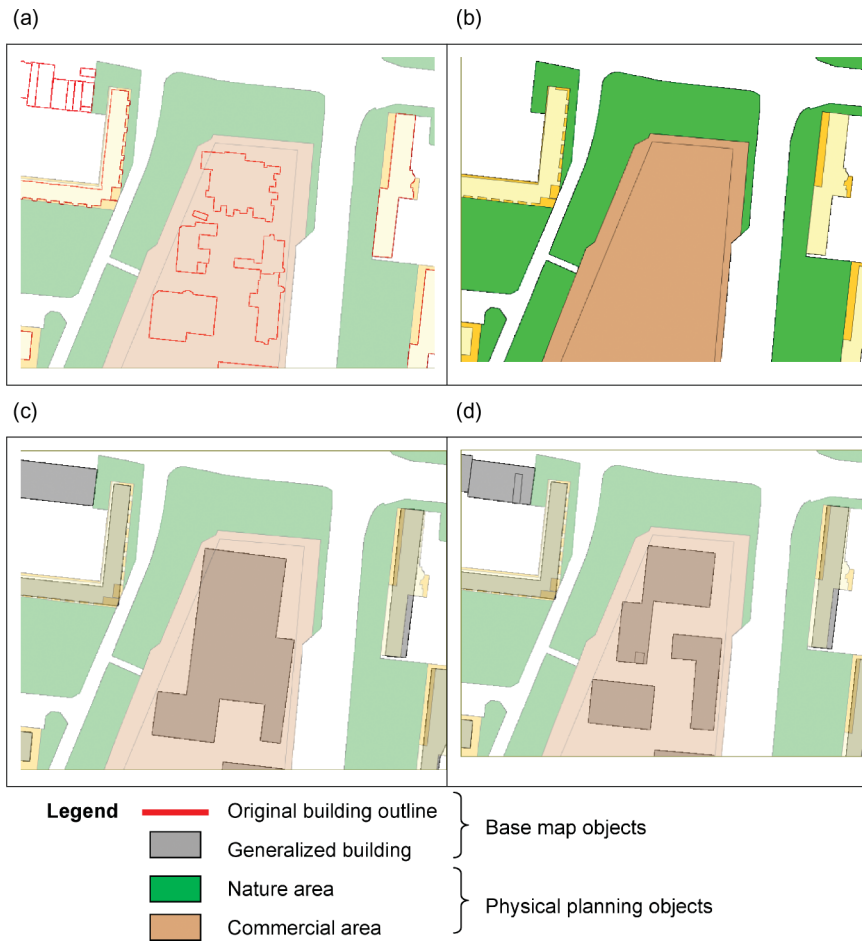 (a)
(b)
(c)
(d)
Legend
Original building outline
Generalized building
Base map objects
Nature area
Commercial area
Physical planning objects